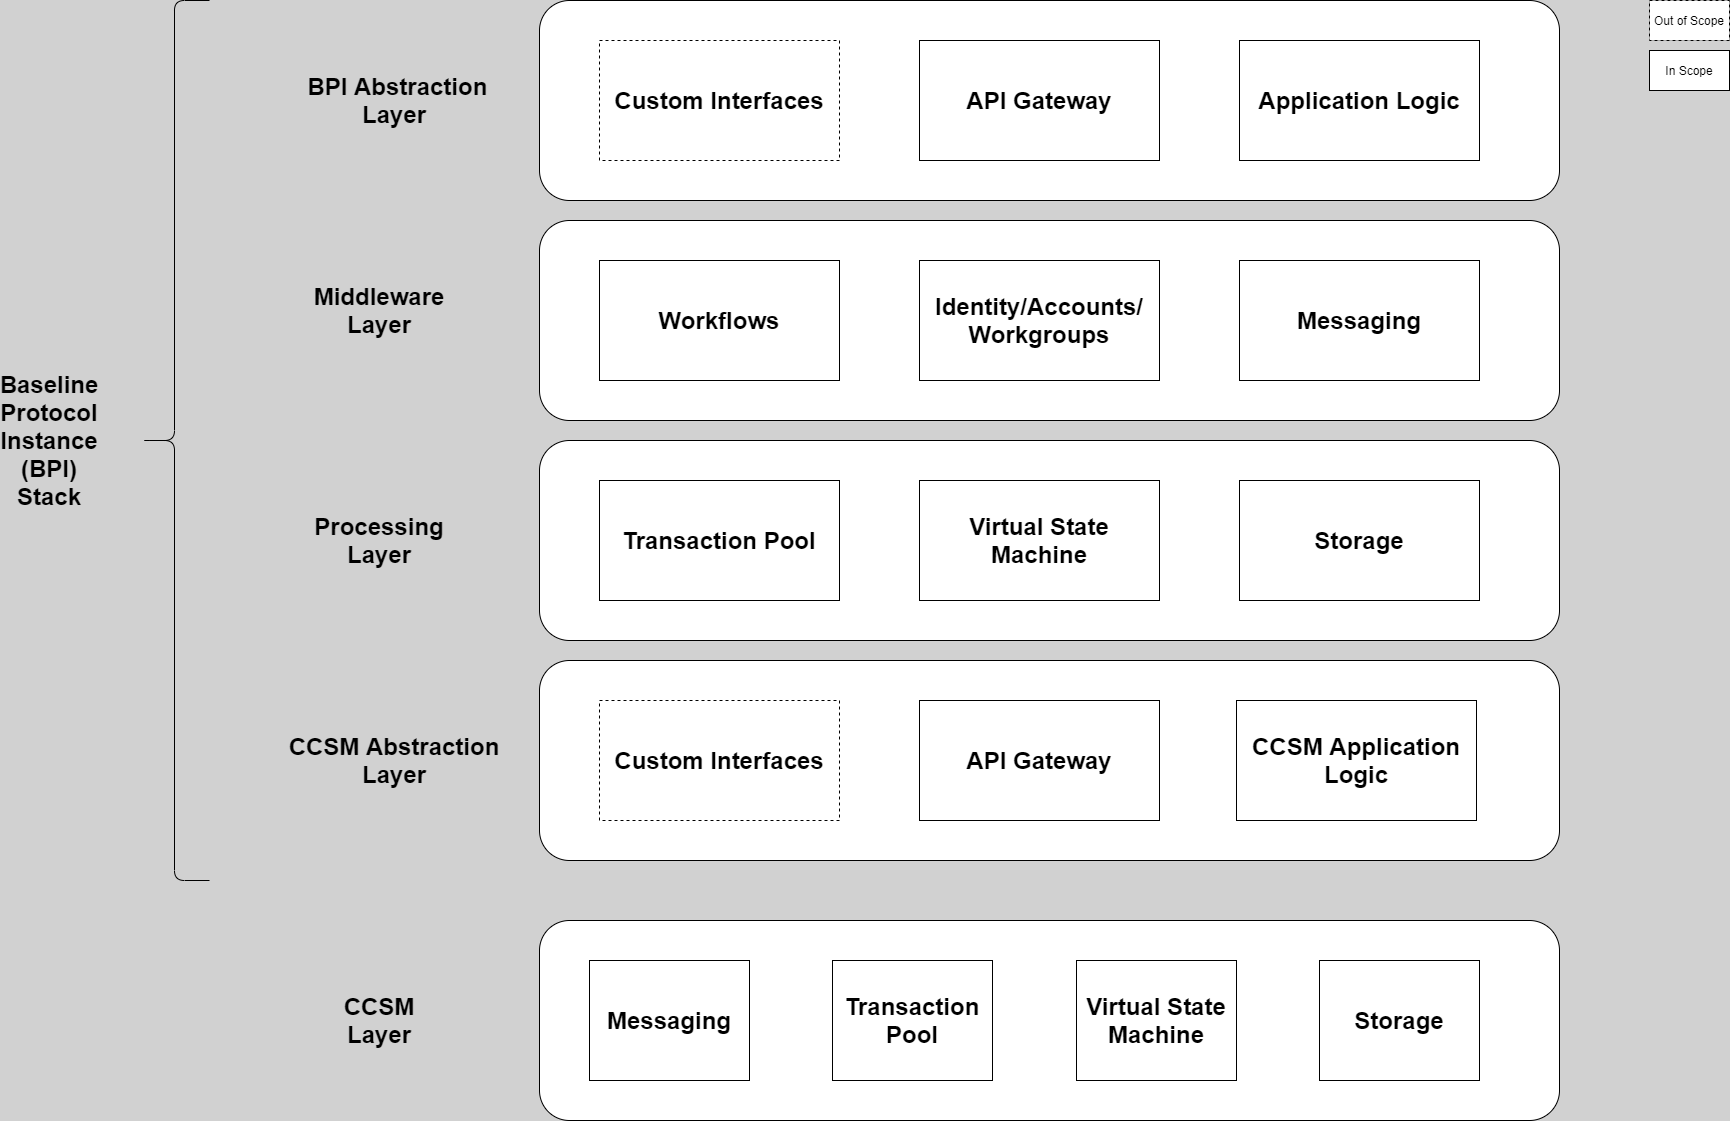 Out of Scope
In Scope
Baseline
Protocol
Instance
(BPI)
Stack
BPI Abstraction
Layer
Custom Interfaces
API Gateway
Application Logic
Middleware
Layer
Workflows
Identity/Accounts/
Workgroups
Messaging
Processing
Layer
Transaction Pool
Virtual State
Machine
Storage
CCSM Abstraction
Layer
Custom Interfaces
API Gateway
CCSM Application
Logic
CCSM
Layer
Messaging
Transaction
Pool
Virtual State
Machine
Storage